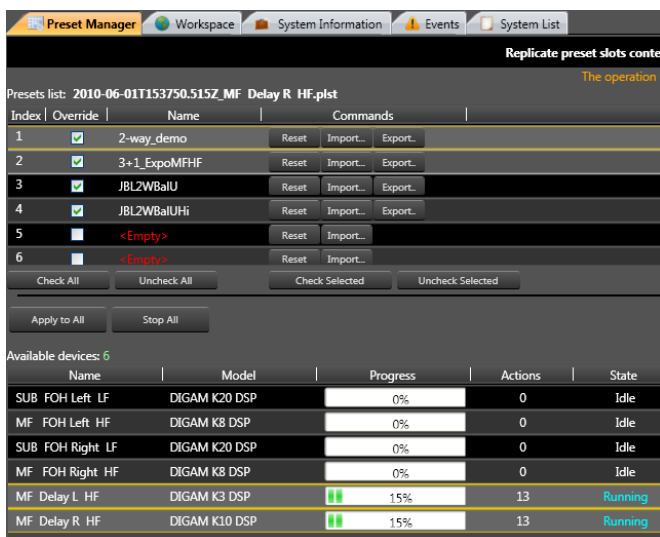 Preset Manager Workspace System Information Events System List
Replicate preset slots conte
The operation
Presets list: 2010-06-01T153750.515Z_MF Delay R HF.plst
Index Override Name Commands
1 2-way_demo Reset Import... Export..
2 3+1_ExpoMFHF Reset Import... Export..
3 JBL2WBalU Reset Import... Export..
4 JBL2WBalUHi Reset Import... Export..
5 <Empty> Reset Import...
6 <Empty> Reset Import...
Check All Uncheck All Check Selected Uncheck Selected
Apply to All Stop All
Available devices: 6
Name Model Progress Actions State
SUB FOH Left LF DIGAM K20 DSP 0% 0 Idle
MF FOH Left HF DIGAM K8 DSP 0% 0 Idle
SUB FOH Right LF DIGAM K20 DSP 0% 0 Idle
MF FOH Right HF DIGAM K8 DSP 0% 0 Idle
MF Delay L HF DIGAM K3 DSP 15% 13 Running
MF Delay R HF DIGAM K10 DSP 15% 13 Running